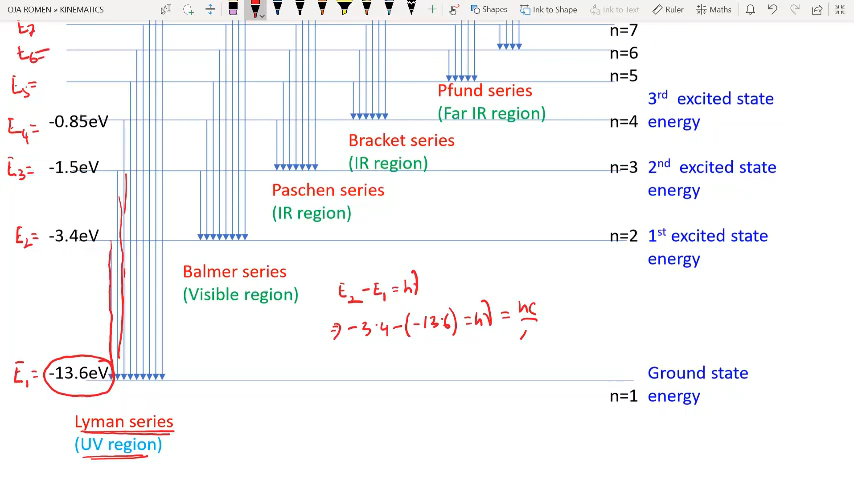 OJA ROMEN » KINEMATICS
Shapes
Ink to Shape
Ink to Text
Ruler
Maths
E7
n=7
E6=
n=6
E5=
n=5
Pfund series
(Far IR region)
3rd excited state
energy
E4= -0.85eV
n=4
Bracket series
(IR region)
E3= -1.5eV
n=3
2nd excited state
energy
Paschen series
(IR region)
E2= -3.4eV
n=2
1st excited state
energy
Balmer series
(Visible region)
E2 - E1 = hν
⇒ -3.4 - (-13.6) = hν = hc
E1= -13.6eV
n=1
Ground state
energy
Lyman series
(UV region)